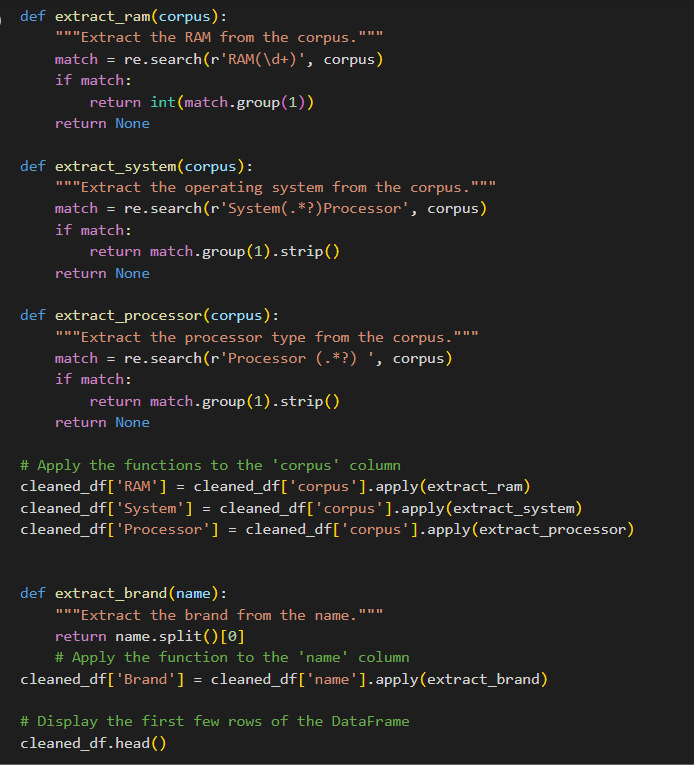 def extract_ram(corpus):
    """Extract the RAM from the corpus."""
    match = re.search(r'RAM(\d+)', corpus)
    if match:
        return int(match.group(1))
    return None

def extract_system(corpus):
    """Extract the operating system from the corpus."""
    match = re.search(r'System(.*?)Processor', corpus)
    if match:
        return match.group(1).strip()
    return None

def extract_processor(corpus):
    """Extract the processor type from the corpus."""
    match = re.search(r'Processor (.*?) ', corpus)
    if match:
        return match.group(1).strip()
    return None

# Apply the functions to the 'corpus' column
cleaned_df['RAM'] = cleaned_df['corpus'].apply(extract_ram)
cleaned_df['System'] = cleaned_df['corpus'].apply(extract_system)
cleaned_df['Processor'] = cleaned_df['corpus'].apply(extract_processor)


def extract_brand(name):
    """Extract the brand from the name."""
    return name.split()[0]
    # Apply the function to the 'name' column
cleaned_df['Brand'] = cleaned_df['name'].apply(extract_brand)

# Display the first few rows of the DataFrame
cleaned_df.head()